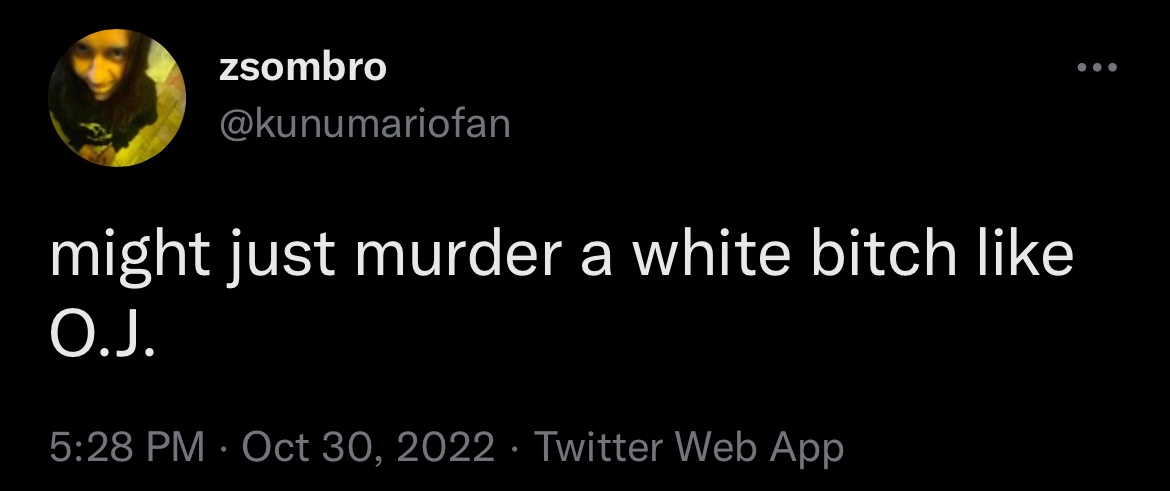 zsombro
@kunumariofan
might just murder a white bitch like
O.J.
5:28 PM · Oct 30, 2022 · Twitter Web App